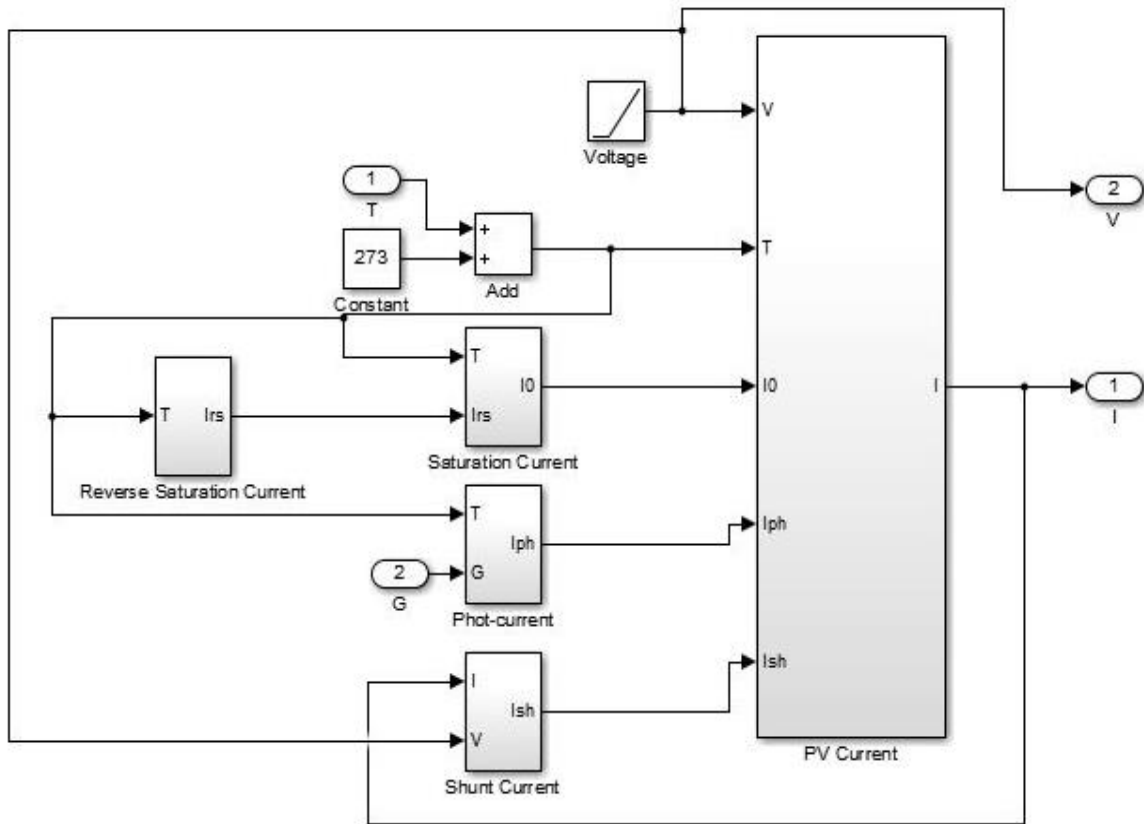 V
Voltage
1
T
+
+
Add
273
Constant
T
2
V
T
Irs
I0
I0
I
1
I
T
Irs
Reverse Saturation Current
Saturation Current
T
G
Iph
Iph
2
G
Phot-current
I
V
Ish
Ish
Shunt Current
PV Current